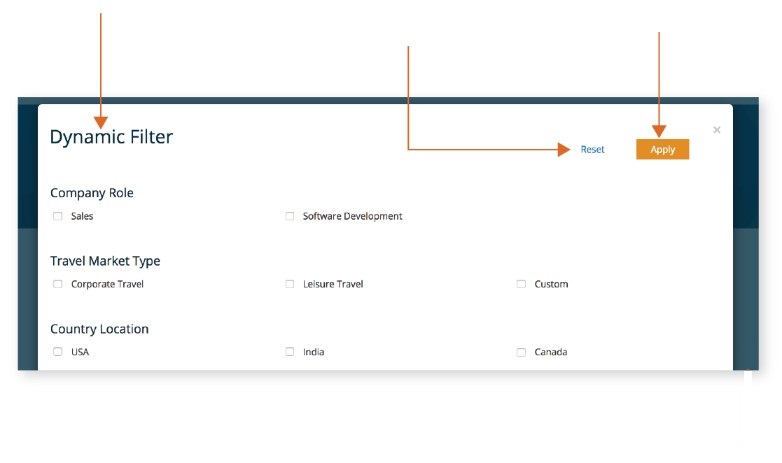 Dynamic Filter
Reset Apply ×
Company Role
Sales Software Development
Travel Market Type
Corporate Travel Leisure Travel Custom
Country Location
USA India Canada